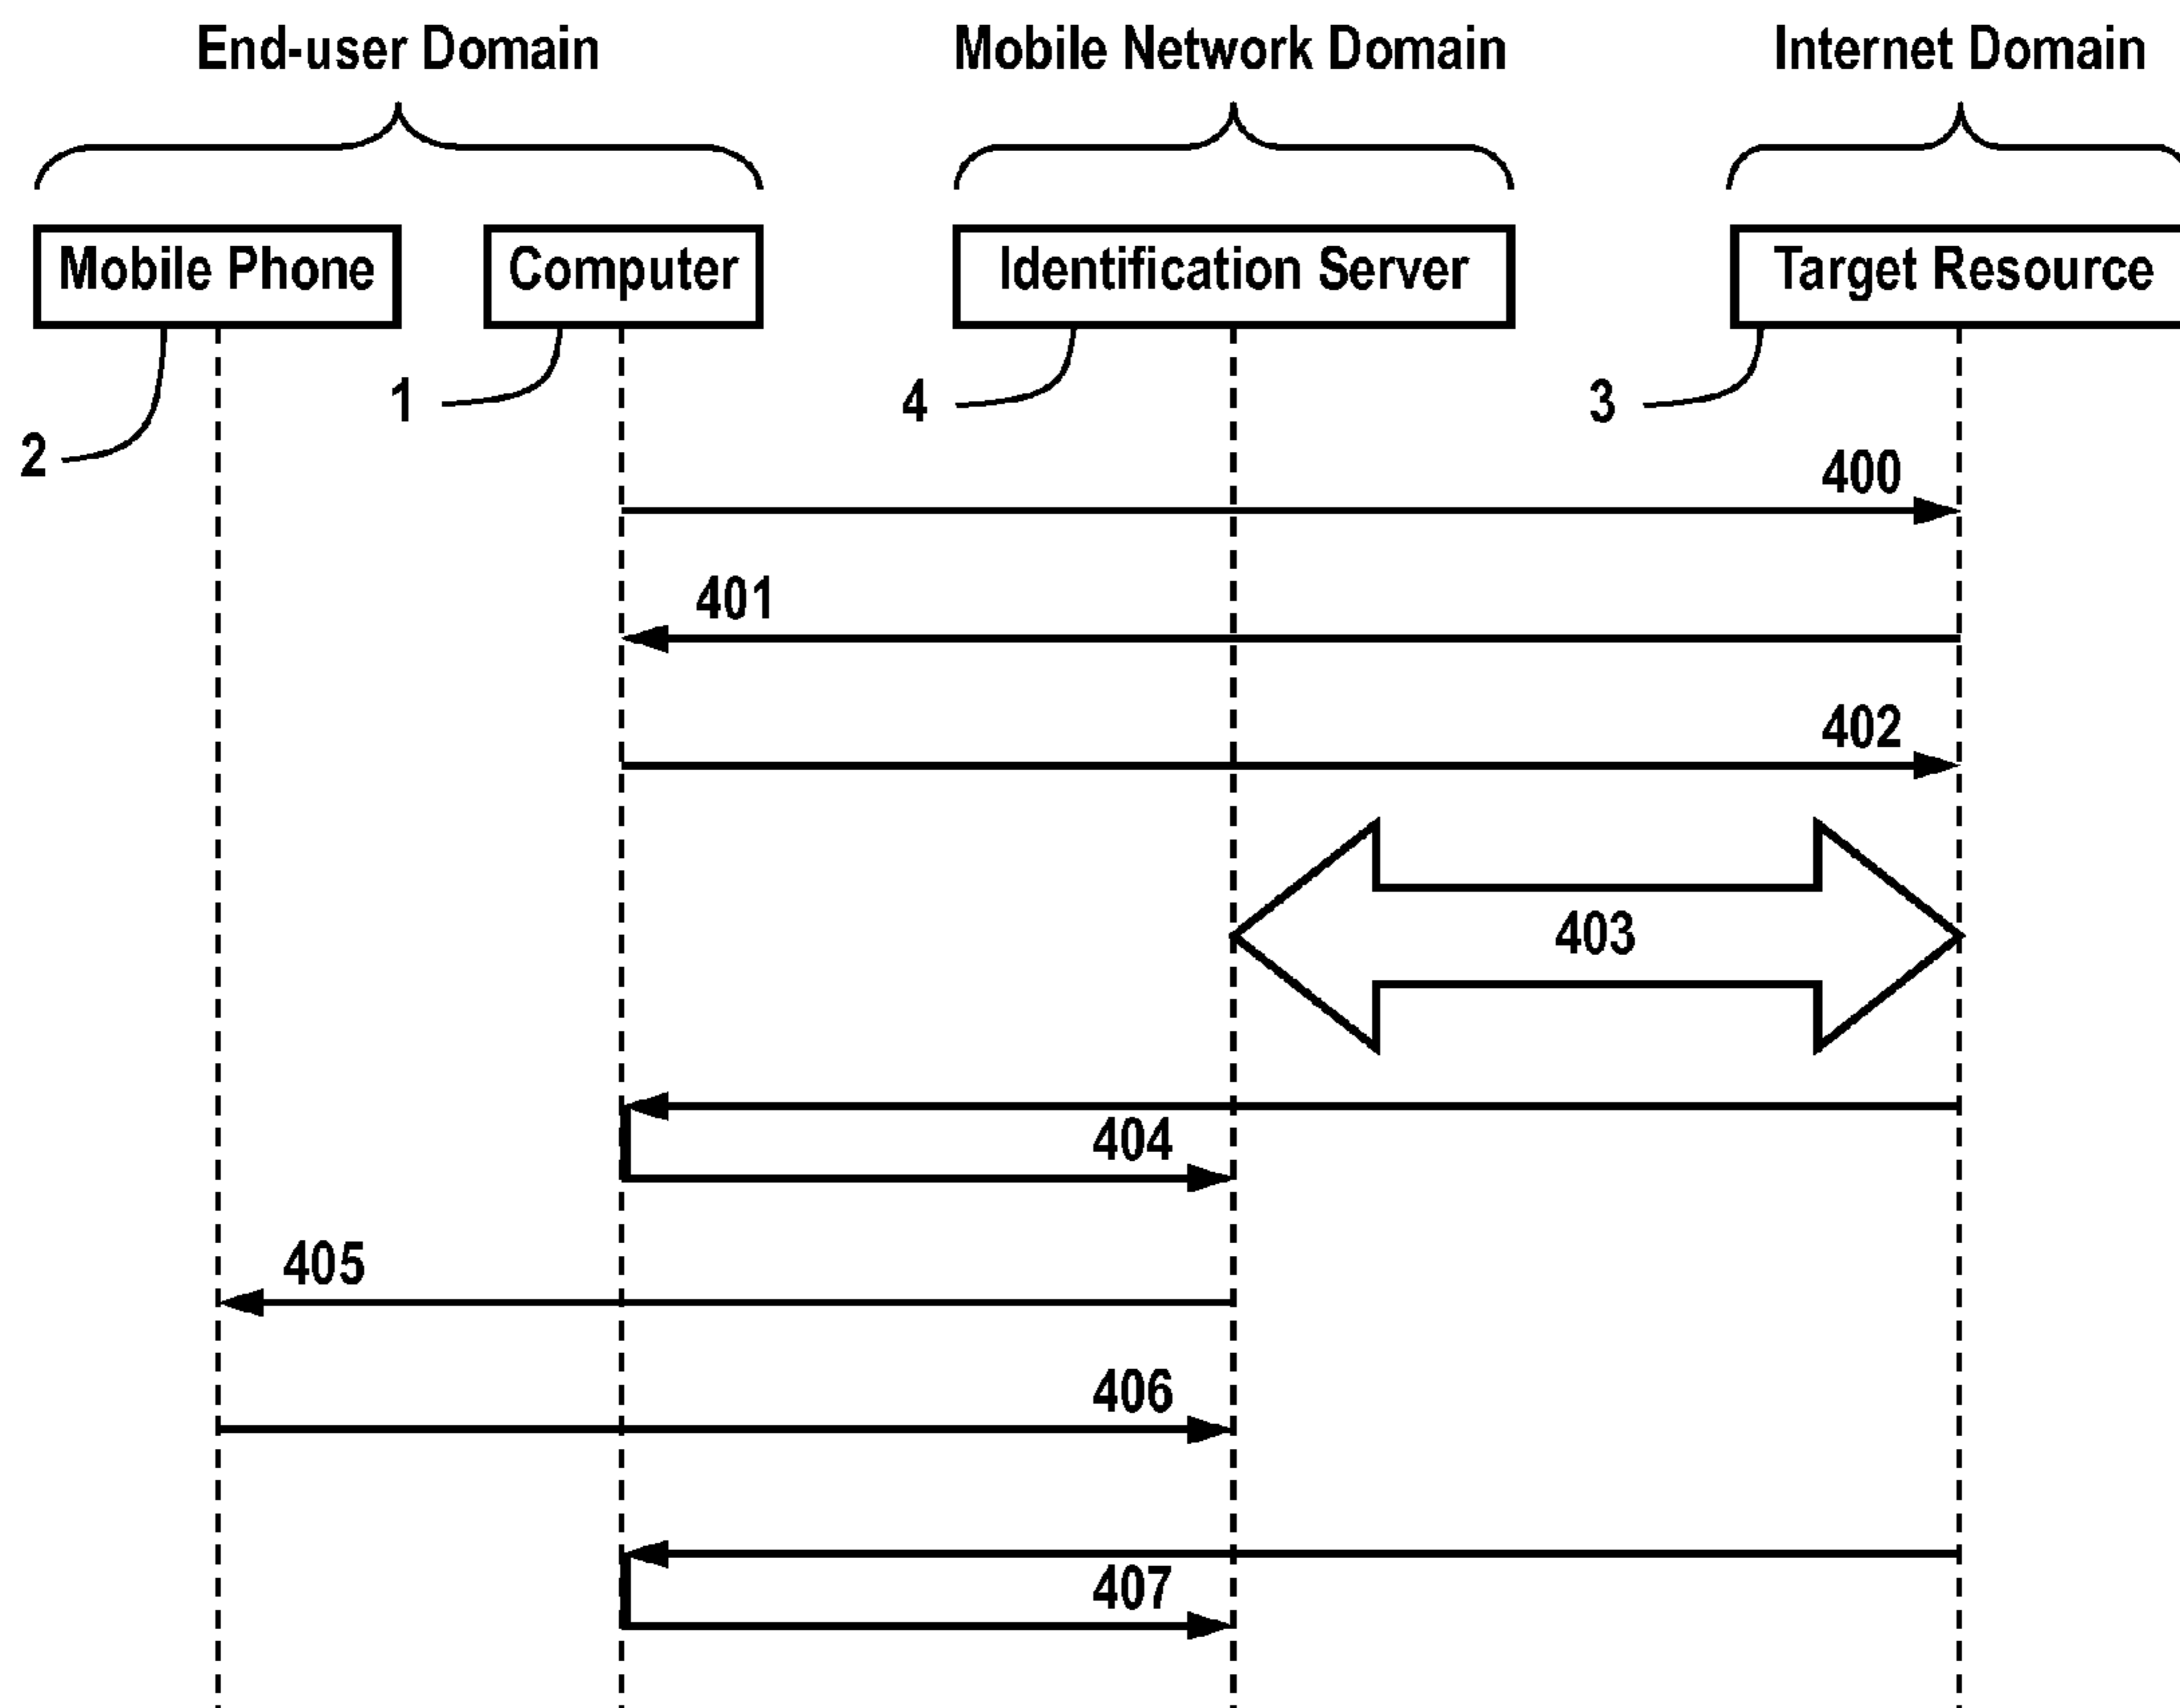 End-user Domain
Mobile Network Domain
Internet Domain
Mobile Phone
Computer
Identification Server
Target Resource
1
4
3
2
400
401
402
403
404
405
406
407